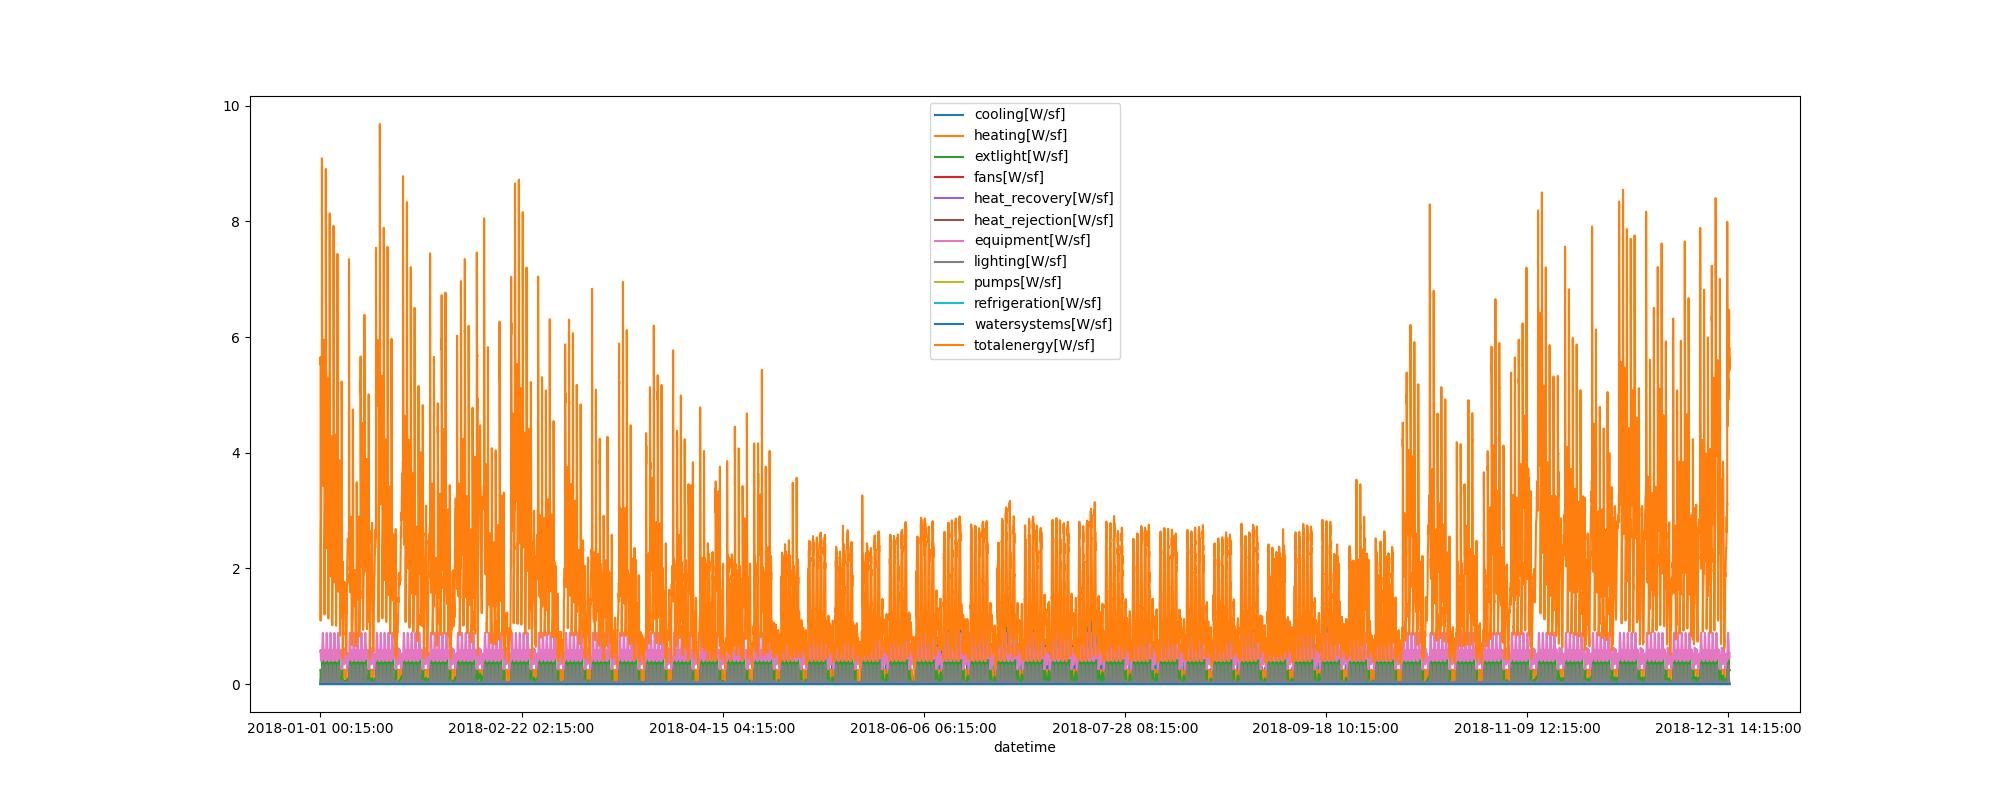 10
8
6
4
2
0
cooling[W/sf]
heating[W/sf]
extlight[W/sf]
fans[W/sf]
heat_recovery[W/sf]
heat_rejection[W/sf]
equipment[W/sf]
lighting[W/sf]
pumps[W/sf]
refrigeration[W/sf]
watersystems[W/sf]
totalenergy[W/sf]
2018-01-01 00:15:00 2018-02-22 02:15:00 2018-04-15 04:15:00 2018-06-06 06:15:00 2018-07-28 08:15:00 2018-09-18 10:15:00 2018-11-09 12:15:00 2018-12-31 14:15:00
datetime